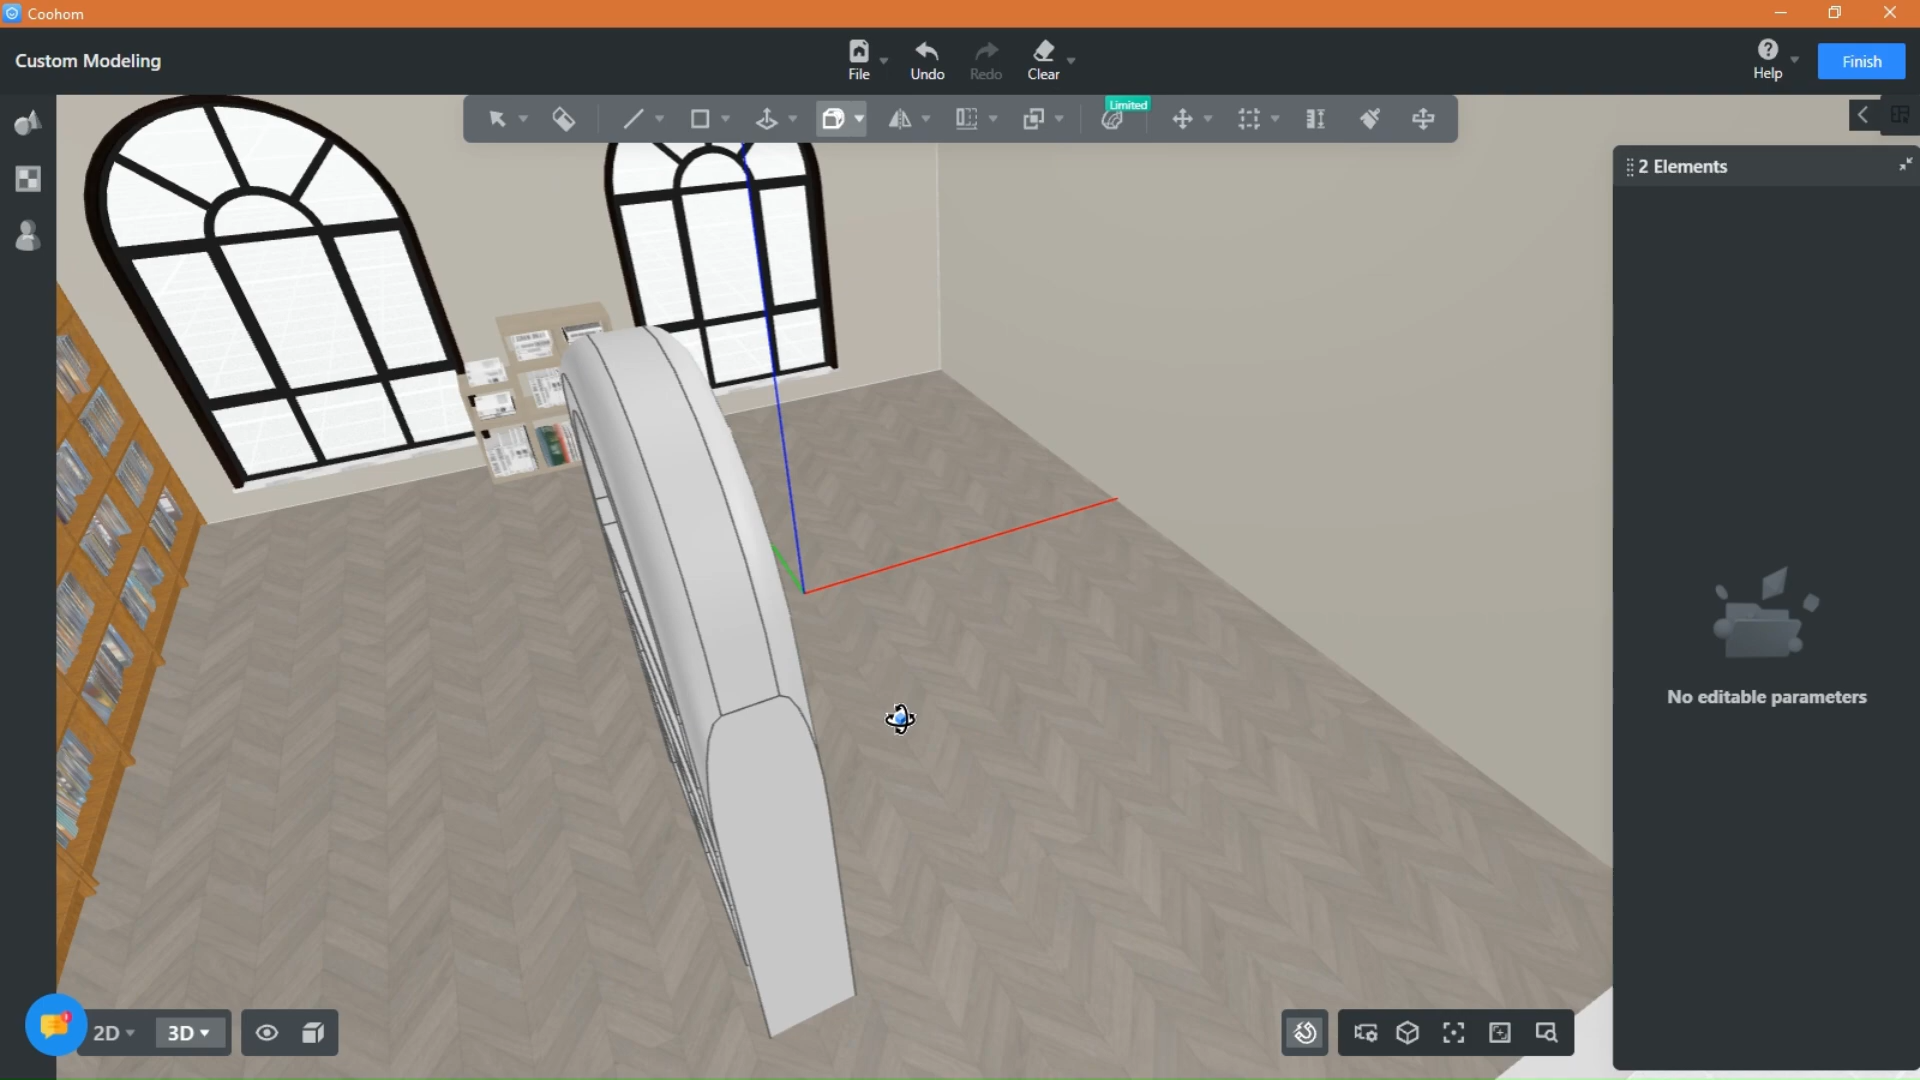 Coohom
Custom Modeling
File
Undo
Redo
Clear
Help
Finish
Limited
2 Elements
No editable parameters
2D
3D